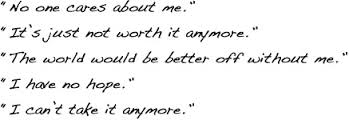 "No one cares about me."
"It's just not worth it anymore."
"The world would be better off without me."
"I have no hope."
"I can't take it anymore."